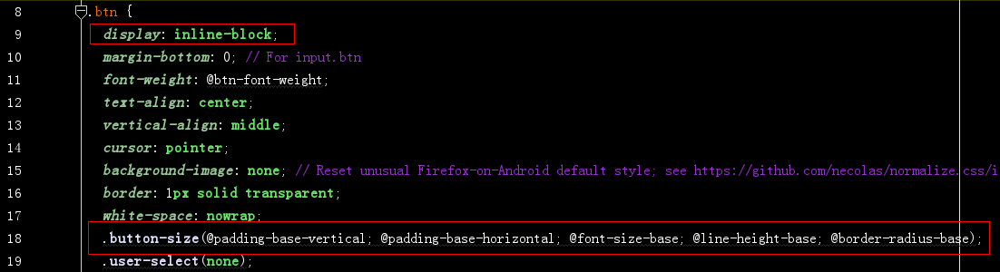 8 .btn {
9 display: inline-block;
10 margin-bottom: 0; // For input.btn
11 font-weight: @btn-font-weight;
12 text-align: center;
13 vertical-align: middle;
14 cursor: pointer;
15 background-image: none; // Reset unusual Firefox-on-Android default style; see https://github.com/necolas/normalize.css/i
16 border: 1px solid transparent;
17 white-space: nowrap;
18 .button-size(@padding-base-vertical; @padding-base-horizontal; @font-size-base; @line-height-base; @border-radius-base);
19 .user-select(none);